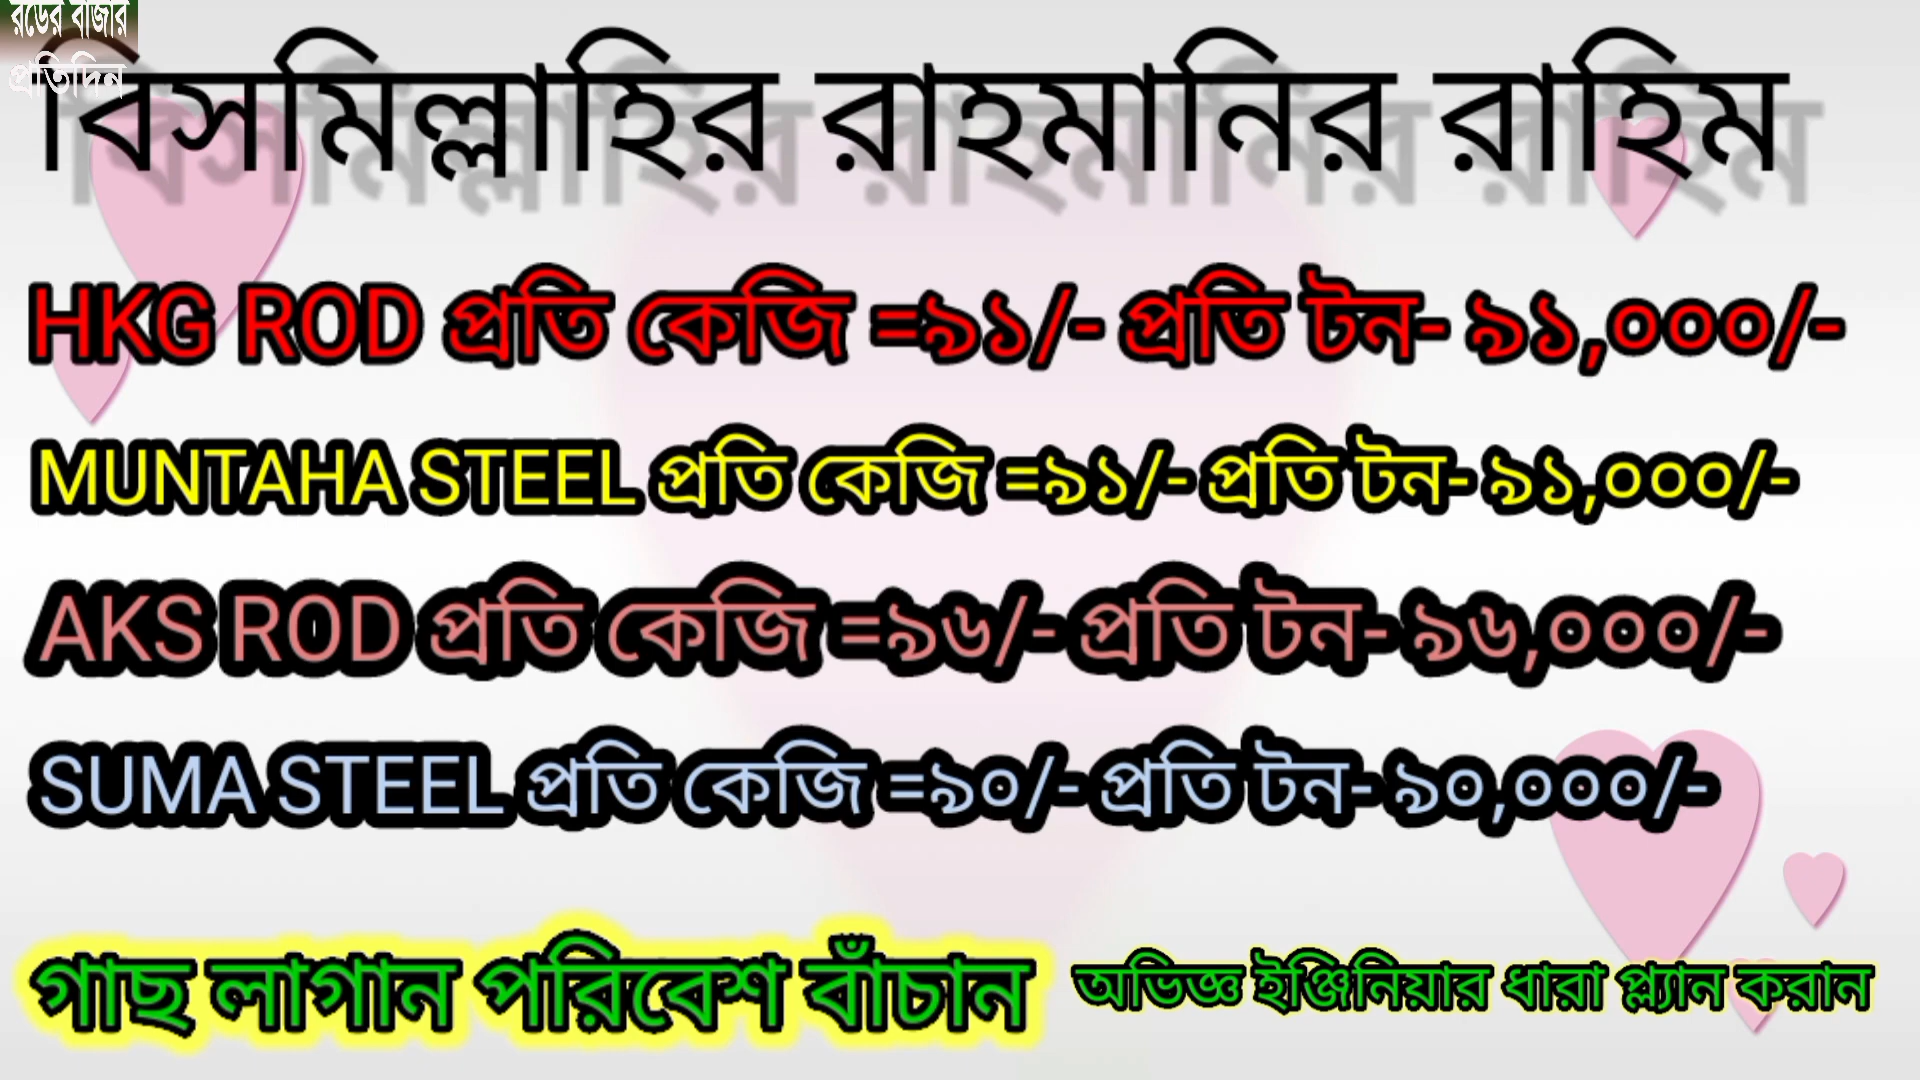 রডের বাজার
প্রতিদিন
বিসমিল্লাহির রাহমানির রাহিম
HKG ROD প্রতি কেজি =৯১/- প্রতি টন- ৯১,০০০/-
MUNTAHA STEEL প্রতি কেজি =৯১/- প্রতি টন- ৯১,০০০/-
AKS ROD প্রতি কেজি =৯৬/- প্রতি টন- ৯৬,০০০/-
SUMA STEEL প্রতি কেজি =৯০/- প্রতি টন- ৯০,০০০/-
গাছ লাগান পরিবেশ বাঁচান
অভিজ্ঞ ইঞ্জিনিয়ার ধারা প্ল্যান করান